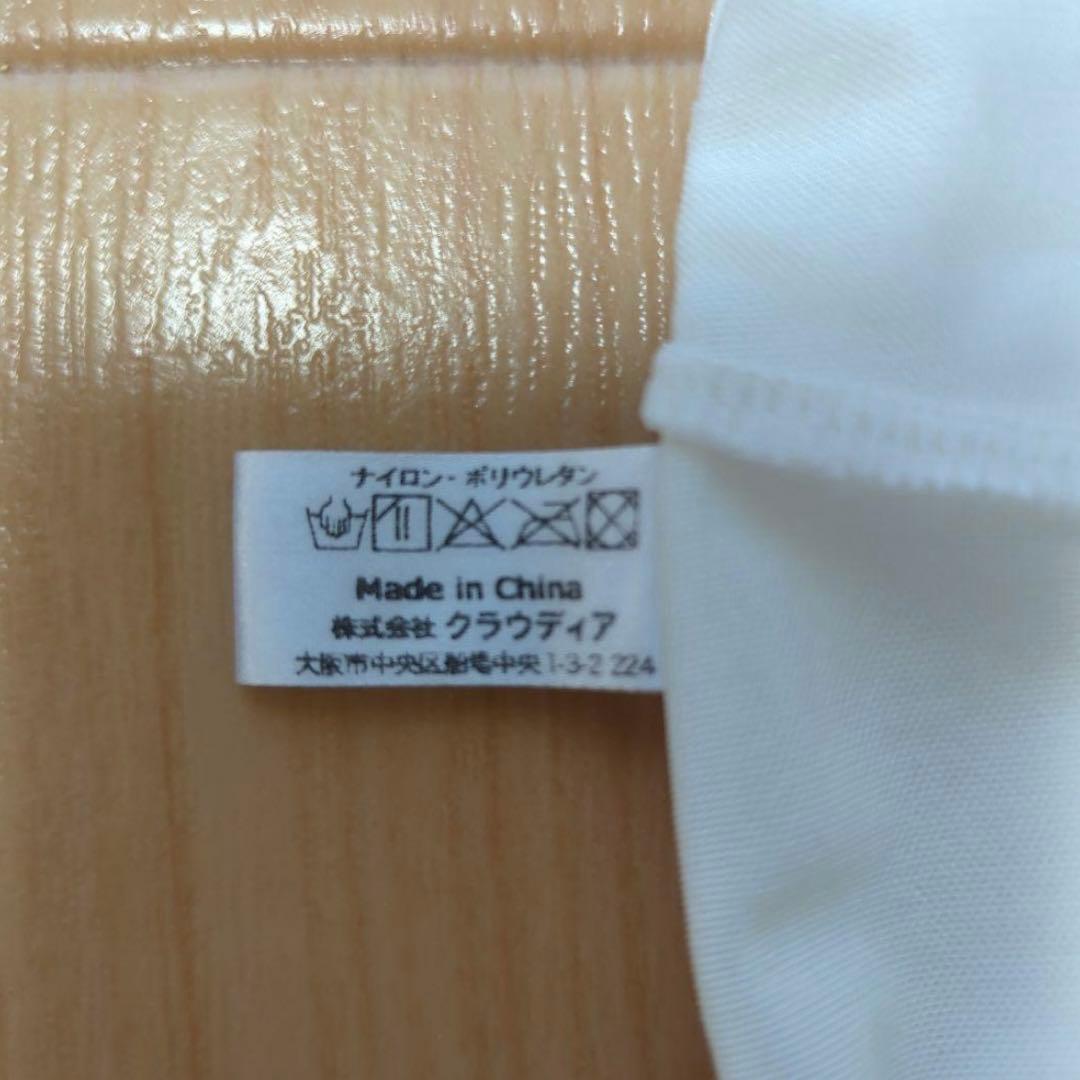 ナイロン・ポリウレタン
Made in China
株式会社 クラウディア
大阪市中央区船場中央1-3-2 224